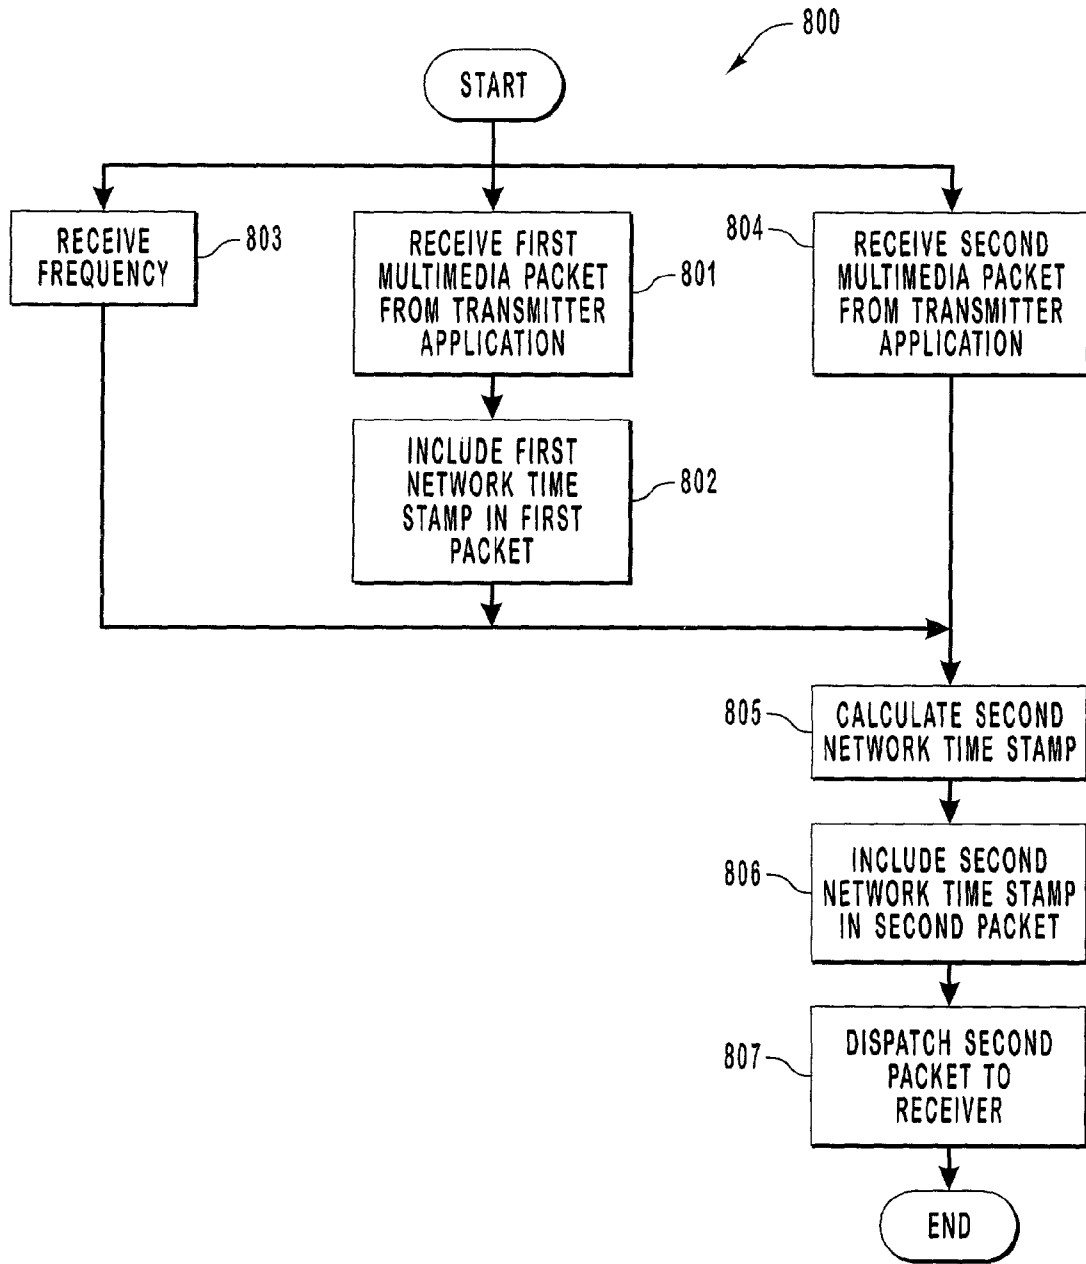 800
START
RECEIVE
FREQUENCY
803
RECEIVE FIRST
MULTIMEDIA PACKET
FROM TRANSMITTER
APPLICATION
801
804
RECEIVE SECOND
MULTIMEDIA PACKET
FROM TRANSMITTER
APPLICATION
INCLUDE FIRST
NETWORK TIME
STAMP IN FIRST
PACKET
802
805
CALCULATE SECOND
NETWORK TIME STAMP
806
INCLUDE SECOND
NETWORK TIME STAMP
IN SECOND PACKET
807
DISPATCH SECOND
PACKET TO
RECEIVER
END